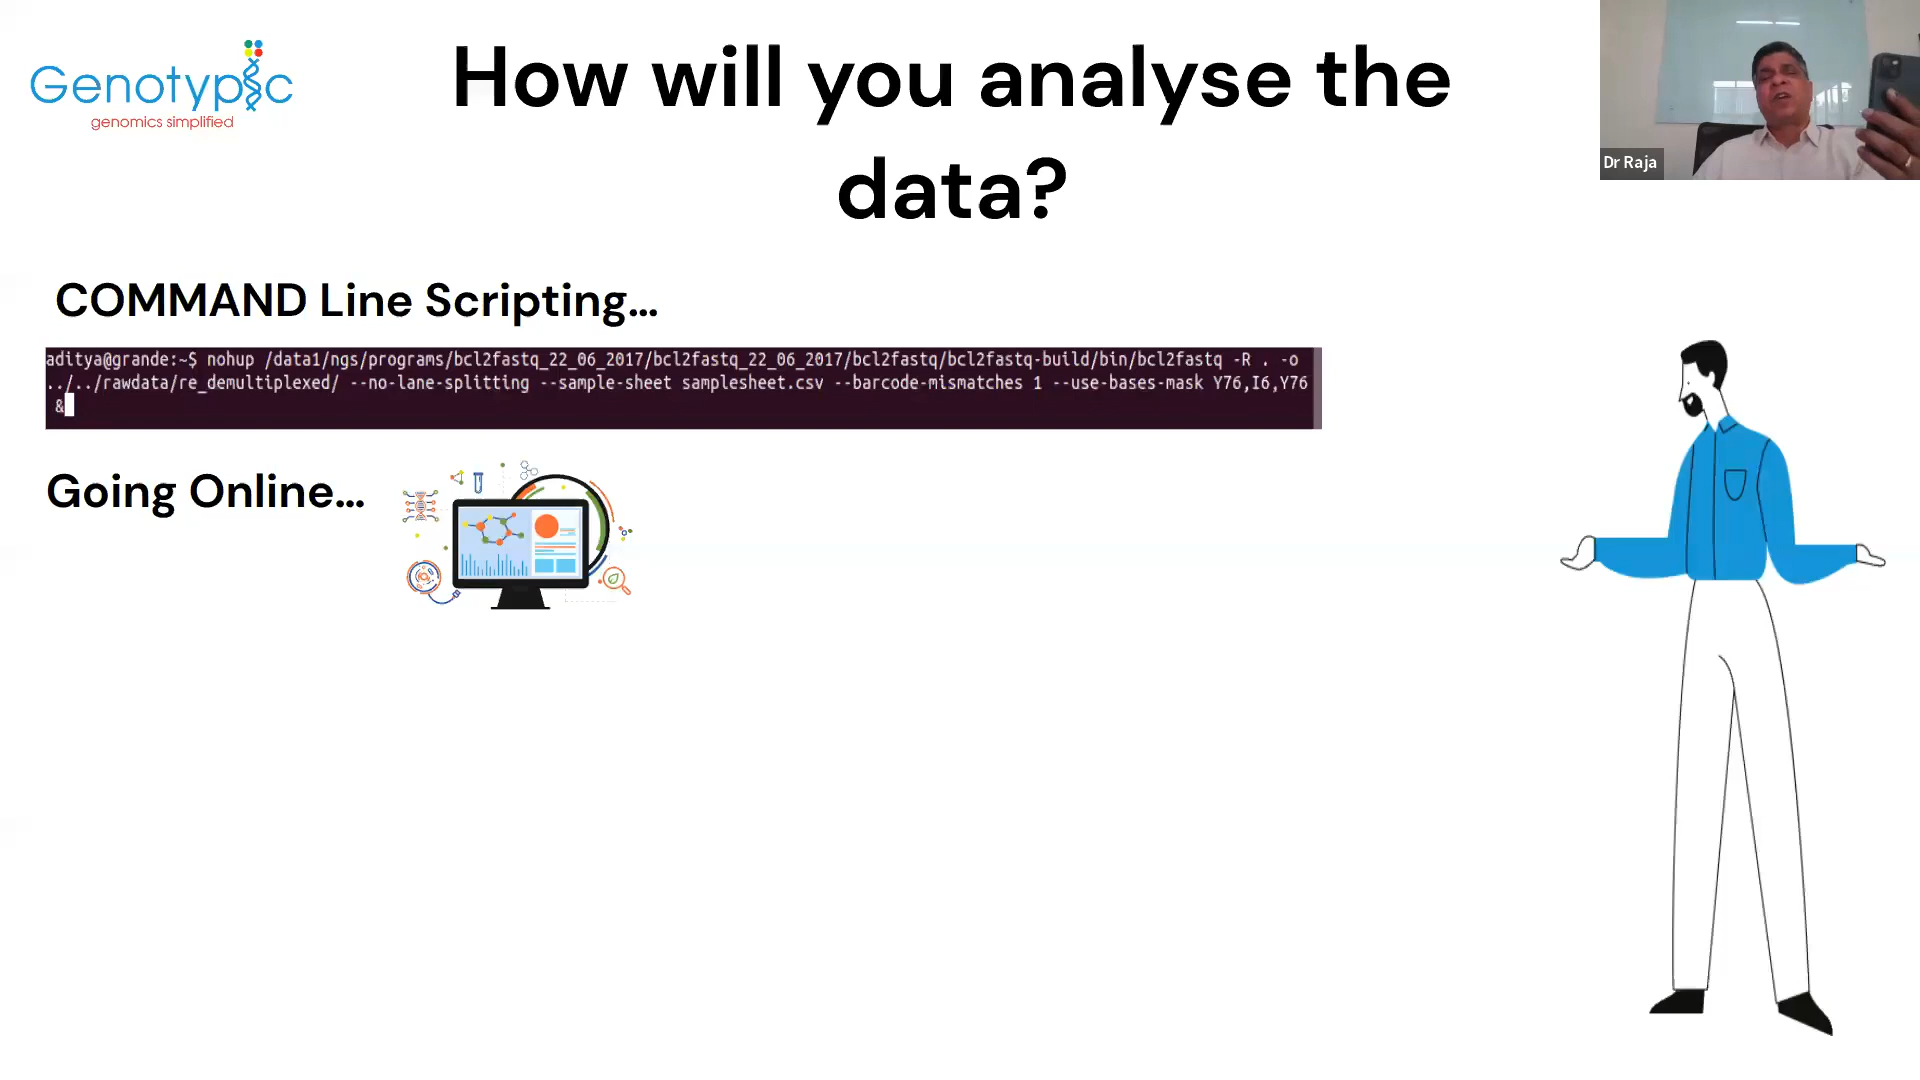 Genotypic
genomics simplified
How will you analyse the
data?
Dr Raja
COMMAND Line Scripting...
aditya@grande:~$ nohup /data1/ngs/programs/bcl2fastq_22_06_2017/bcl2fastq_22_06_2017/bcl2fastq/bcl2fastq-build/bin/bcl2fastq -R . -o
../../rawdata/re_demultiplexed/ --no-lane-splitting --sample-sheet samplesheet.csv --barcode-mismatches 1 --use-bases-mask Y76,I6,Y76
&
Going Online...